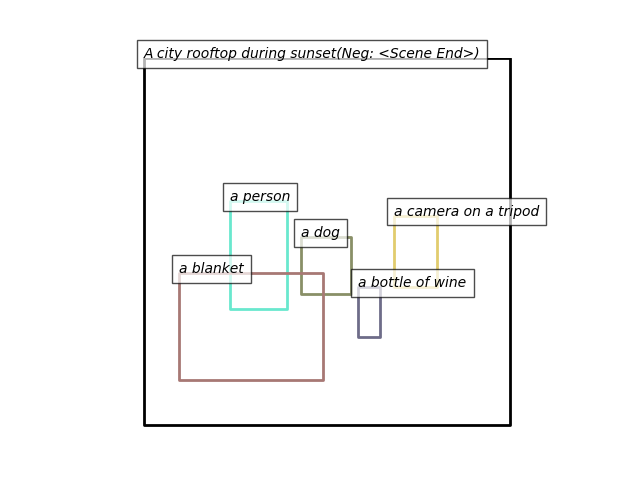 A city rooftop during sunset(Neg: <Scene End>)
a person
a camera on a tripod
a dog
a blanket
a bottle of wine